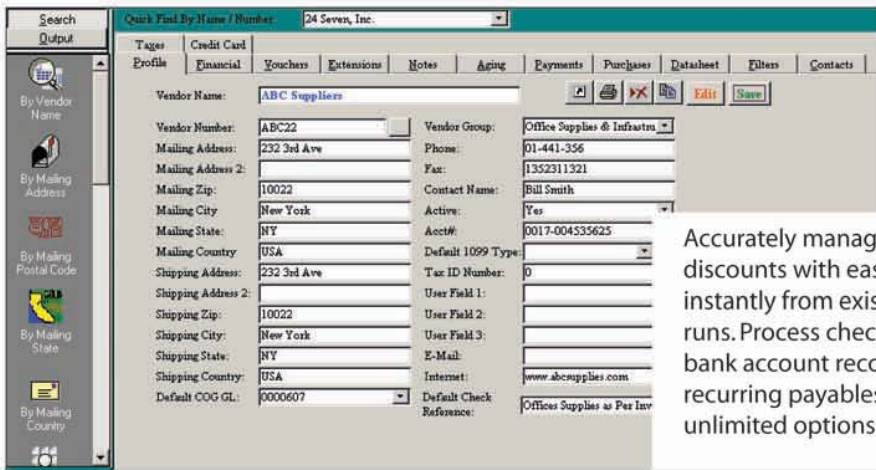 Search
Output
By Vendor
Name
By Mailing
Address
By Mailing
Postal Code
By Mailing
State
By Mailing
Country
Quick Find By Name / Number: 24 Seven, Inc.
Taxes Credit Card
Profile Financial Vouchers Extensions Notes Aging Payments Purchases Datasheet Filters Contacts
Vendor Name: ABC Suppliers Edit Save
Vendor Number: ABC22 Vendor Group: Office Supplies & Infrastru
Mailing Address: 232 3rd Ave Phone: 01-441-356
Mailing Address 2: Fax: 1352311321
Mailing Zip: 10022 Contact Name: Bill Smith
Mailing City New York Active: Yes
Mailing State: NY Acct#: 0017-004535625
Mailing Country USA Default 1099 Type:
Shipping Address: 232 3rd Ave Tax ID Number: 0
Shipping Address 2: User Field 1:
Shipping Zip: 10022 User Field 2:
Shipping City: New York User Field 3:
Shipping State: NY E-Mail:
Shipping Country: USA Internet: www.abcsupplies.com
Default COG GL: 0000607 Default Check
Reference: Offices Supplies as Per Inv
Accurately manag
discounts with eas
instantly from exis
runs. Process chec
bank account reco
recurring payables
unlimited options